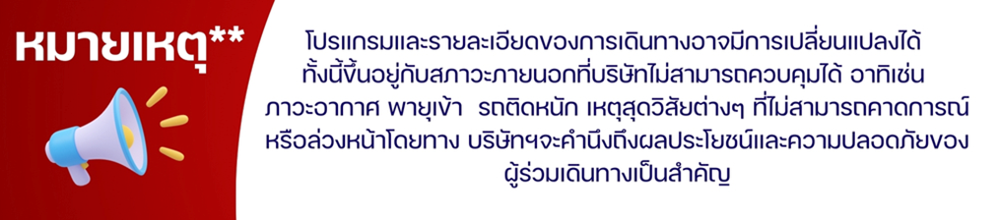 หมายเหตุ**
โปรแกรมและรายละเอียดของการเดินทางอาจมีการเปลี่ยนแปลงได้
ทั้งนี้ขึ้นอยู่กับสภาวะภายนอกที่บริษัทไม่สามารถควบคุมได้ อาทิเช่น
ภาวะอากาศ พายุเข้า รถติดหนัก เหตุสุดวิสัยต่างๆ ที่ไม่สามารถคาดการณ์
หรือล่วงหน้าโดยทาง บริษัทฯจะคำนึงถึงผลประโยชน์และความปลอดภัยของ
ผู้ร่วมเดินทางเป็นสำคัญ